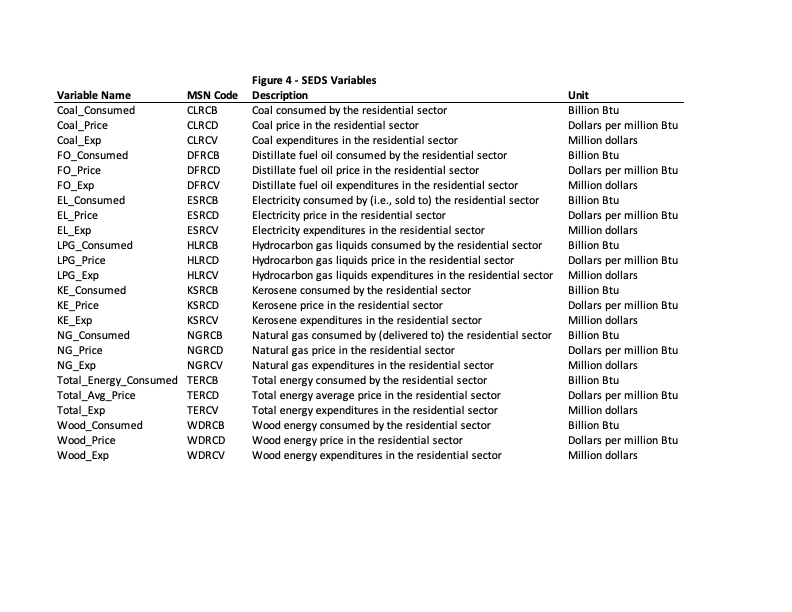 Figure 4 - SEDS Variables
Variable Name MSN Code Description Unit
Coal_Consumed CLRCB Coal consumed by the residential sector Billion Btu
Coal_Price CLRCD Coal price in the residential sector Dollars per million Btu
Coal_Exp CLRCV Coal expenditures in the residential sector Million dollars
FO_Consumed DFRCB Distillate fuel oil consumed by the residential sector Billion Btu
FO_Price DFRCD Distillate fuel oil price in the residential sector Dollars per million Btu
FO_Exp DFRCV Distillate fuel oil expenditures in the residential sector Million dollars
EL_Consumed ESRCB Electricity consumed by (i.e., sold to) the residential sector Billion Btu
EL_Price ESRCD Electricity price in the residential sector Dollars per million Btu
EL_Exp ESRCV Electricity expenditures in the residential sector Million dollars
LPG_Consumed HLRCB Hydrocarbon gas liquids consumed by the residential sector Billion Btu
LPG_Price HLRCD Hydrocarbon gas liquids price in the residential sector Dollars per million Btu
LPG_Exp HLRCV Hydrocarbon gas liquids expenditures in the residential sector Million dollars
KE_Consumed KSRCB Kerosene consumed by the residential sector Billion Btu
KE_Price KSRCD Kerosene price in the residential sector Dollars per million Btu
KE_Exp KSRCV Kerosene expenditures in the residential sector Million dollars
NG_Consumed NGRCB Natural gas consumed by (delivered to) the residential sector Billion Btu
NG_Price NGRCD Natural gas price in the residential sector Dollars per million Btu
NG_Exp NGRCV Natural gas expenditures in the residential sector Million dollars
Total_Energy_Consumed TERCB Total energy consumed by the residential sector Billion Btu
Total_Avg_Price TERCD Total energy average price in the residential sector Dollars per million Btu
Total_Exp TERCV Total energy expenditures in the residential sector Million dollars
Wood_Consumed WDRCB Wood energy consumed by the residential sector Billion Btu
Wood_Price WDRCD Wood energy price in the residential sector Dollars per million Btu
Wood_Exp WDRCV Wood energy expenditures in the residential sector Million dollars